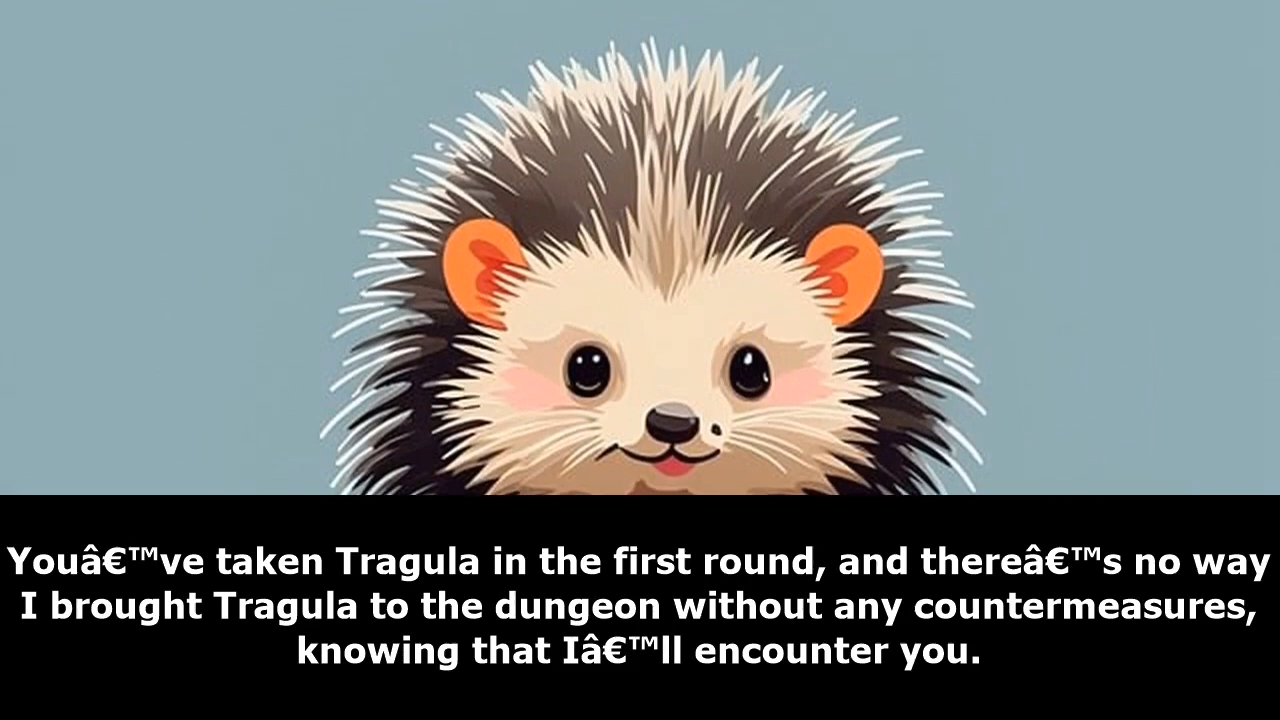 Youâ€™ve taken Tragula in the first round, and thereâ€™s no way
I brought Tragula to the dungeon without any countermeasures,
knowing that Iâ€™ll encounter you.